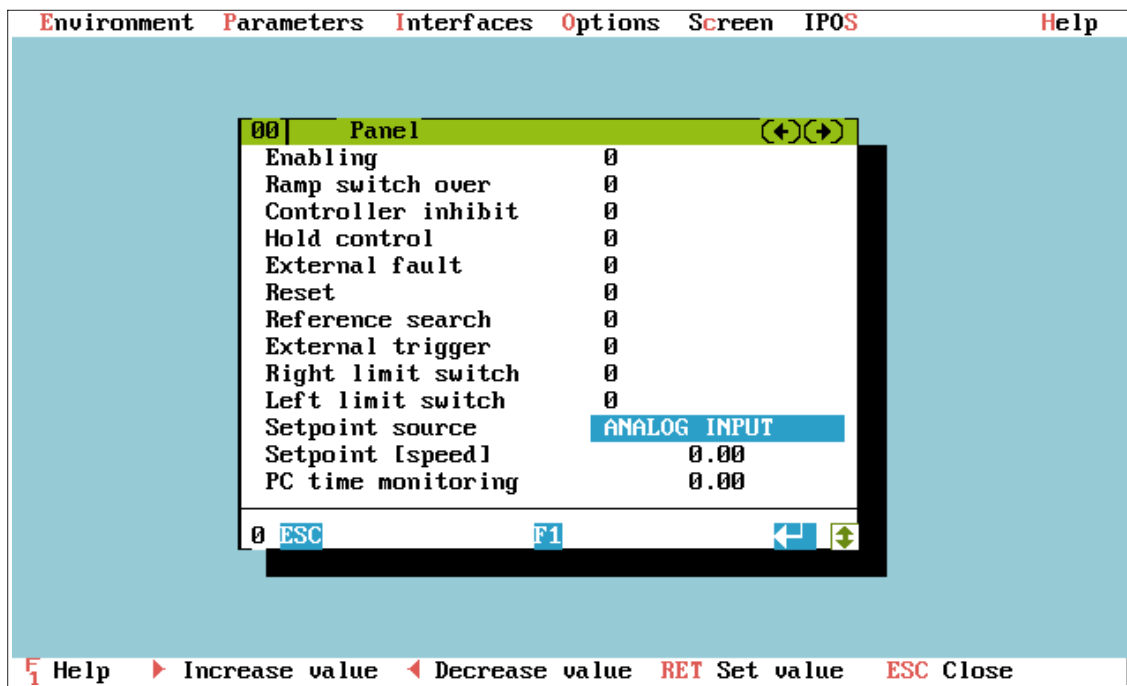 Environment Parameters Interfaces Options Screen IPOS Help
00 Panel (←)(→)
Enabling 0
Ramp switch over 0
Controller inhibit 0
Hold control 0
External fault 0
Reset 0
Reference search 0
External trigger 0
Right limit switch 0
Left limit switch 0
Setpoint source ANALOG INPUT
Setpoint [speed] 0.00
PC time monitoring 0.00
0 ESC F1
F1 Help Increase value Decrease value RET Set value ESC Close